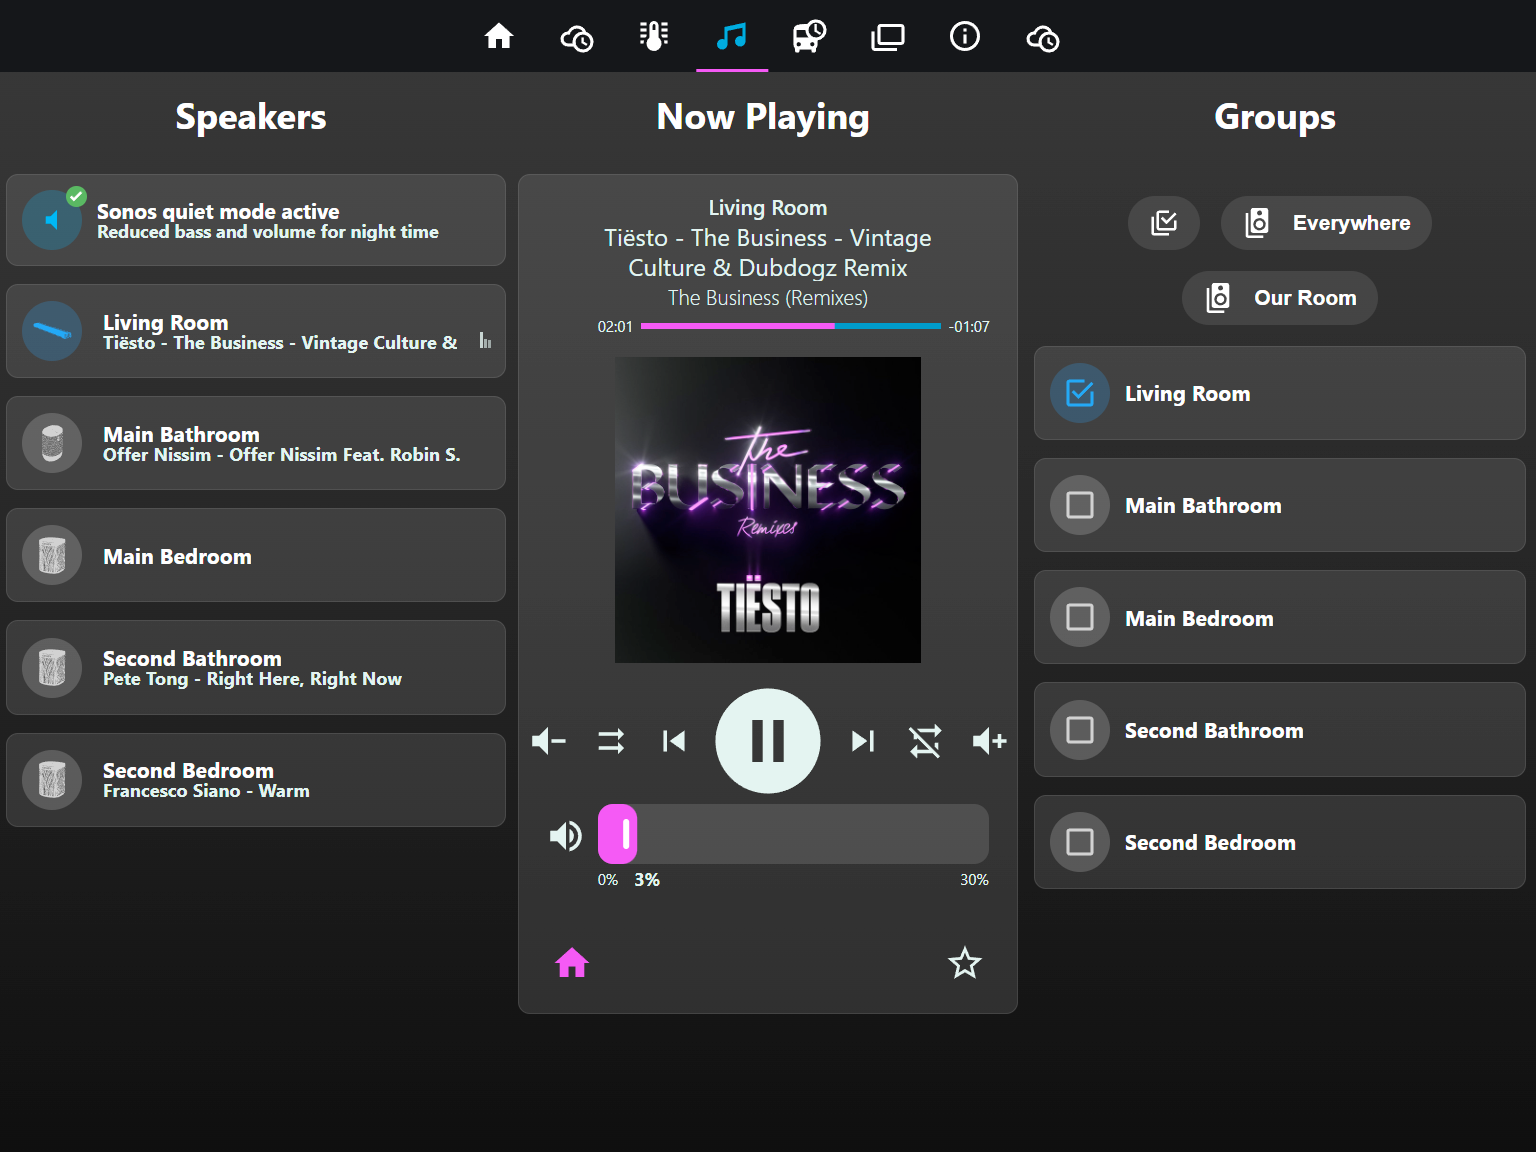 Speakers
Now Playing
Groups
Sonos quiet mode active
Reduced bass and volume for night time
Living Room
Tiësto - The Business - Vintage Culture &
Main Bathroom
Offer Nissim - Offer Nissim Feat. Robin S.
Main Bedroom
Second Bathroom
Pete Tong - Right Here, Right Now
Second Bedroom
Francesco Siano - Warm
Living Room
Tiësto - The Business - Vintage
Culture & Dubdogz Remix
The Business (Remixes)
02:01
-01:07
The
BUSINESS
Remixes
TIËSTO
0%
3%
30%
Everywhere
Our Room
Living Room
Main Bathroom
Main Bedroom
Second Bathroom
Second Bedroom